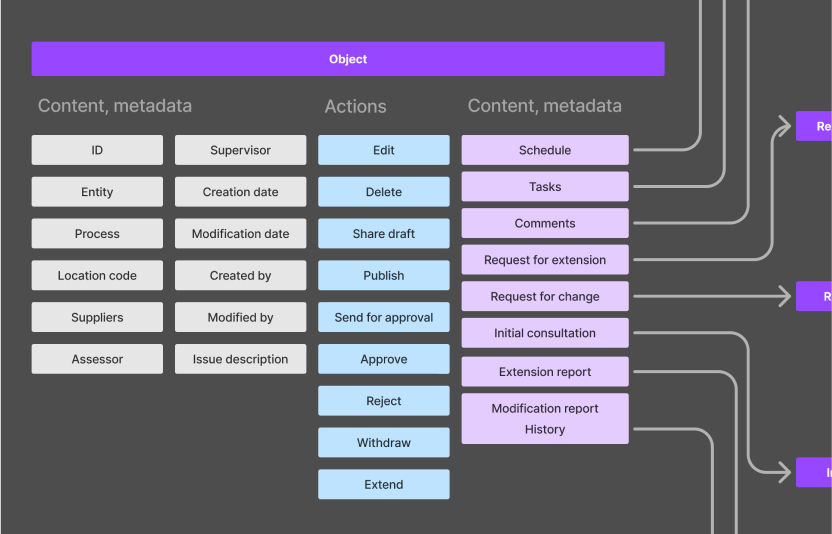 Object
Content, metadata
Actions
Content, metadata
ID
Supervisor
Edit
Schedule
Entity
Creation date
Delete
Tasks
Process
Modification date
Share draft
Comments
Location code
Created by
Publish
Request for extension
Suppliers
Modified by
Send for approval
Request for change
Assessor
Issue description
Approve
Initial consultation
Reject
Extension report
Withdraw
Modification report
History
Extend